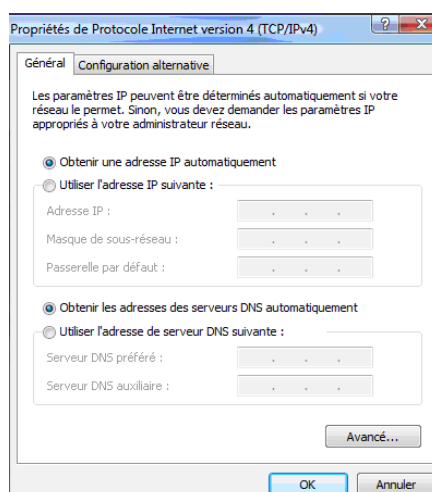 Propriétés de Protocole Internet version 4 (TCP/IPv4)
?
X
Général
Configuration alternative
Les paramètres IP peuvent être déterminés automatiquement si votre
réseau le permet. Sinon, vous devez demander les paramètres IP
appropriés à votre administrateur réseau.
Obtenir une adresse IP automatiquement
Utiliser l'adresse IP suivante :
Adresse IP :
. . .
Masque de sous-réseau :
. . .
Passerelle par défaut :
. . .
Obtenir les adresses des serveurs DNS automatiquement
Utiliser l'adresse de serveur DNS suivante :
Serveur DNS préféré :
. . .
Serveur DNS auxiliaire :
. . .
Avancé...
OK
Annuler